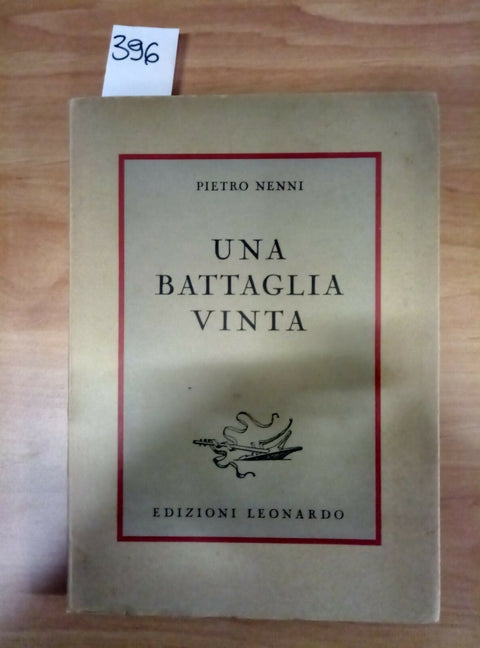 396
PIETRO NENNI
UNA
BATTAGLIA
VINTA
EDIZIONI LEONARDO